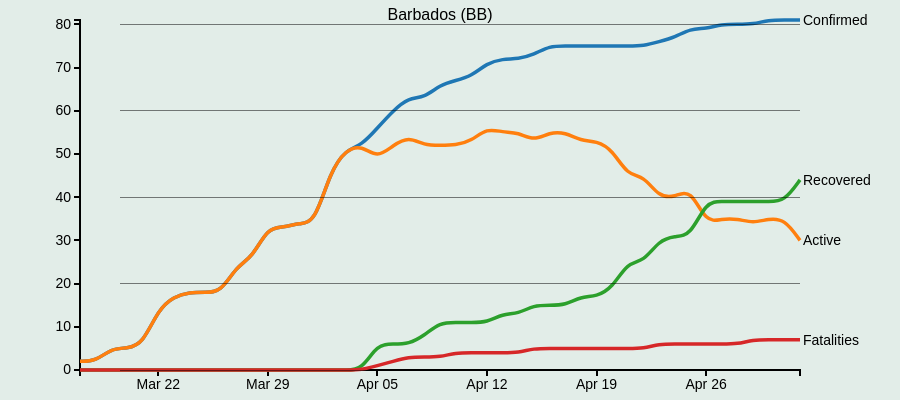 Barbados (BB)
80
70
60
50
40
30
20
10
0
Confirmed
Recovered
Active
Fatalities
Mar 22 Mar 29 Apr 05 Apr 12 Apr 19 Apr 26